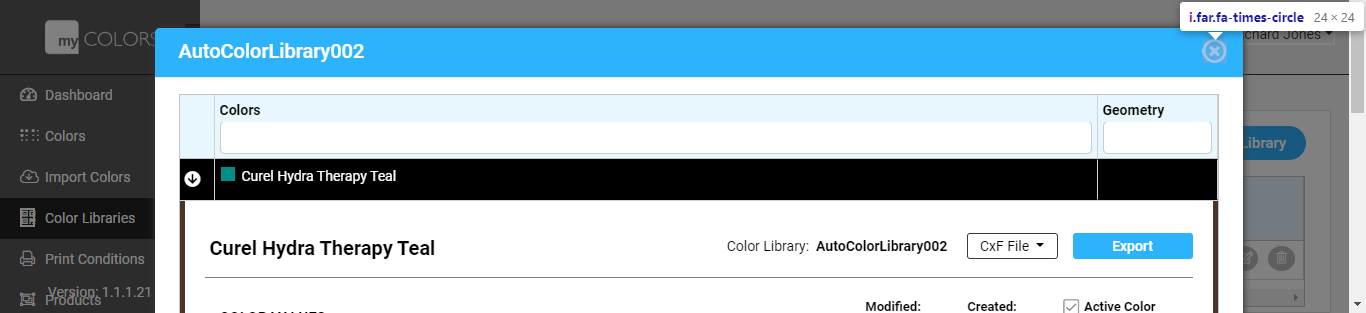 i.far.fa-times-circle 24 × 24
my COLORS
AutoColorLibrary002
chard Jones
Dashboard
Colors
Import Colors
Color Libraries
Print Conditions
Products
Version: 1.1.1.21
Colors
Geometry
Library
Curel Hydra Therapy Teal
Curel Hydra Therapy Teal
Color Library: AutoColorLibrary002
CxF File
Export
Modified:
Created:
Active Color
COLOR VALUES